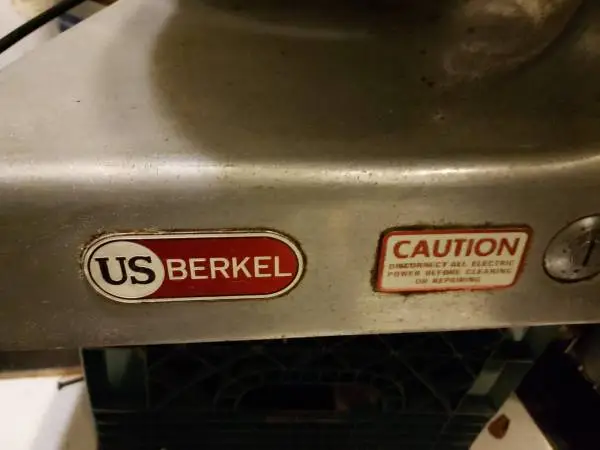 US BERKEL
CAUTION
DISCONNECT ALL ELECTRIC
POWER BEFORE CLEANING
OR REPAIRING